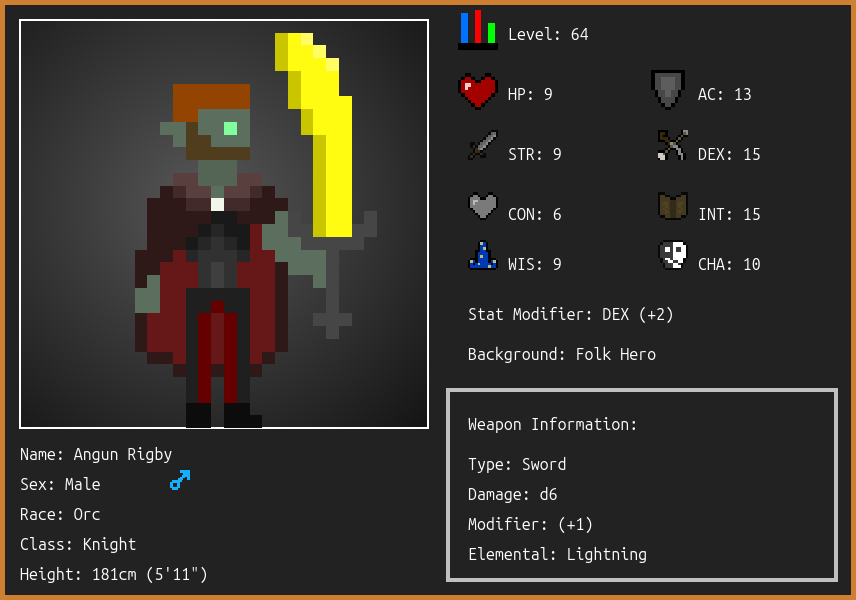 Level: 64
HP: 9
AC: 13
STR: 9
DEX: 15
CON: 6
INT: 15
WIS: 9
CHA: 10
Stat Modifier: DEX (+2)
Background: Folk Hero
Weapon Information:
Type: Sword
Damage: d6
Modifier: (+1)
Elemental: Lightning
Name: Angun Rigby
Sex: Male
Race: Orc
Class: Knight
Height: 181cm (5'11")